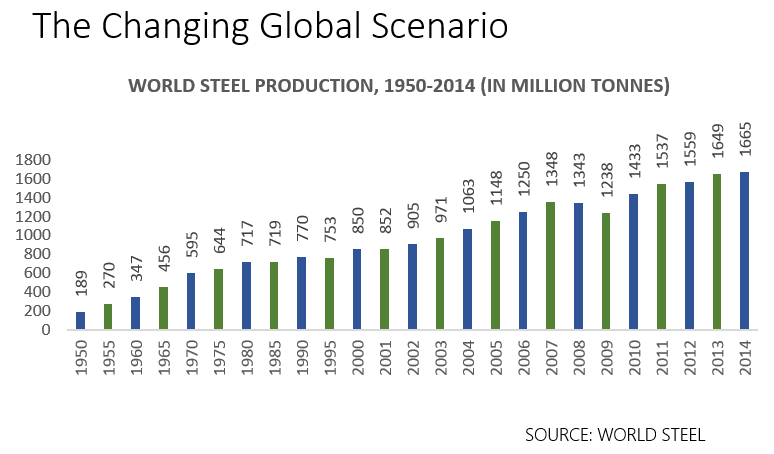 The Changing Global Scenario
WORLD STEEL PRODUCTION, 1950-2014 (IN MILLION TONNES)
1800
1600
1400
1200
1000
800
600
400
200
0
189 270 347 456 595 644 717 719 770 753 850 852 905 971 1063 1148 1250 1348 1343 1238 1433 1537 1559 1649 1665
1950 1955 1960 1965 1970 1975 1980 1985 1990 1995 2000 2001 2002 2003 2004 2005 2006 2007 2008 2009 2010 2011 2012 2013 2014
SOURCE: WORLD STEEL